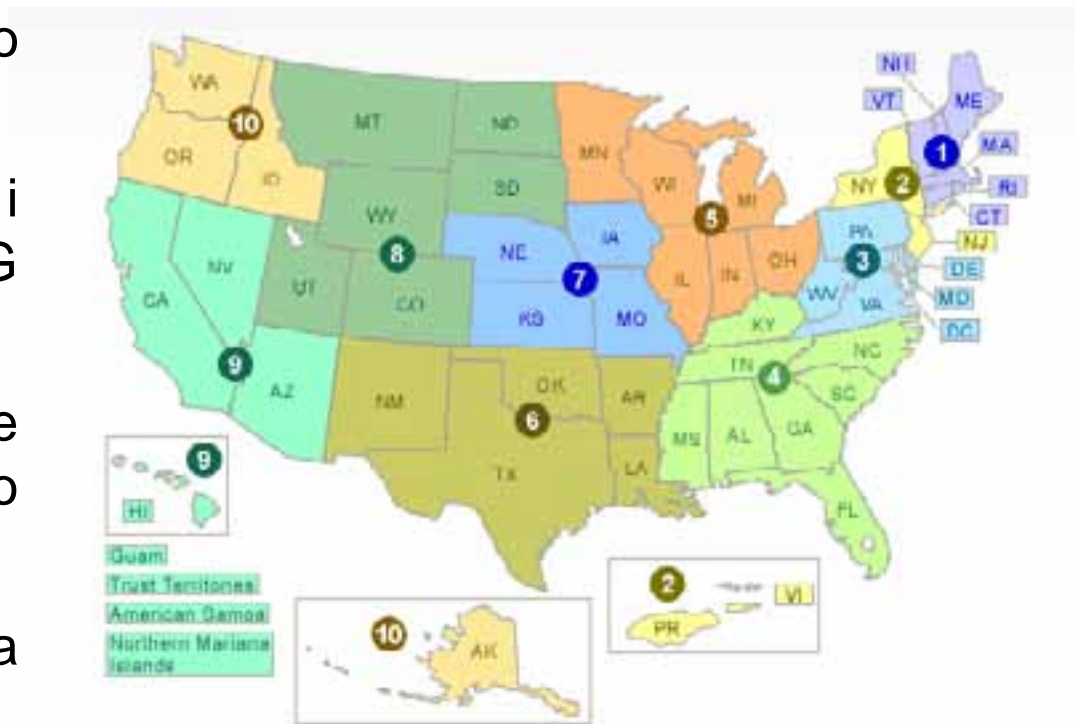 o
i
G
e
o
a
NH
VT
ME
WA
MT
ND
MN
1
MA
10
OR
ID
SD
WI
MI
NY
2
RI
CT
WY
5
NJ
PA
IA
NE
8
3
DE
OH
NV
7
IL
IN
WV
MD
UT
CO
VA
CA
KS
MO
KY
DC
NC
9
TN
4
AZ
OK
SC
NM
AR
6
GA
MS
AL
9
TX
LA
HI
FL
Guam
Trust Territories
American Samoa
Northern Mariana
Islands
10
AK
2
VI
PR